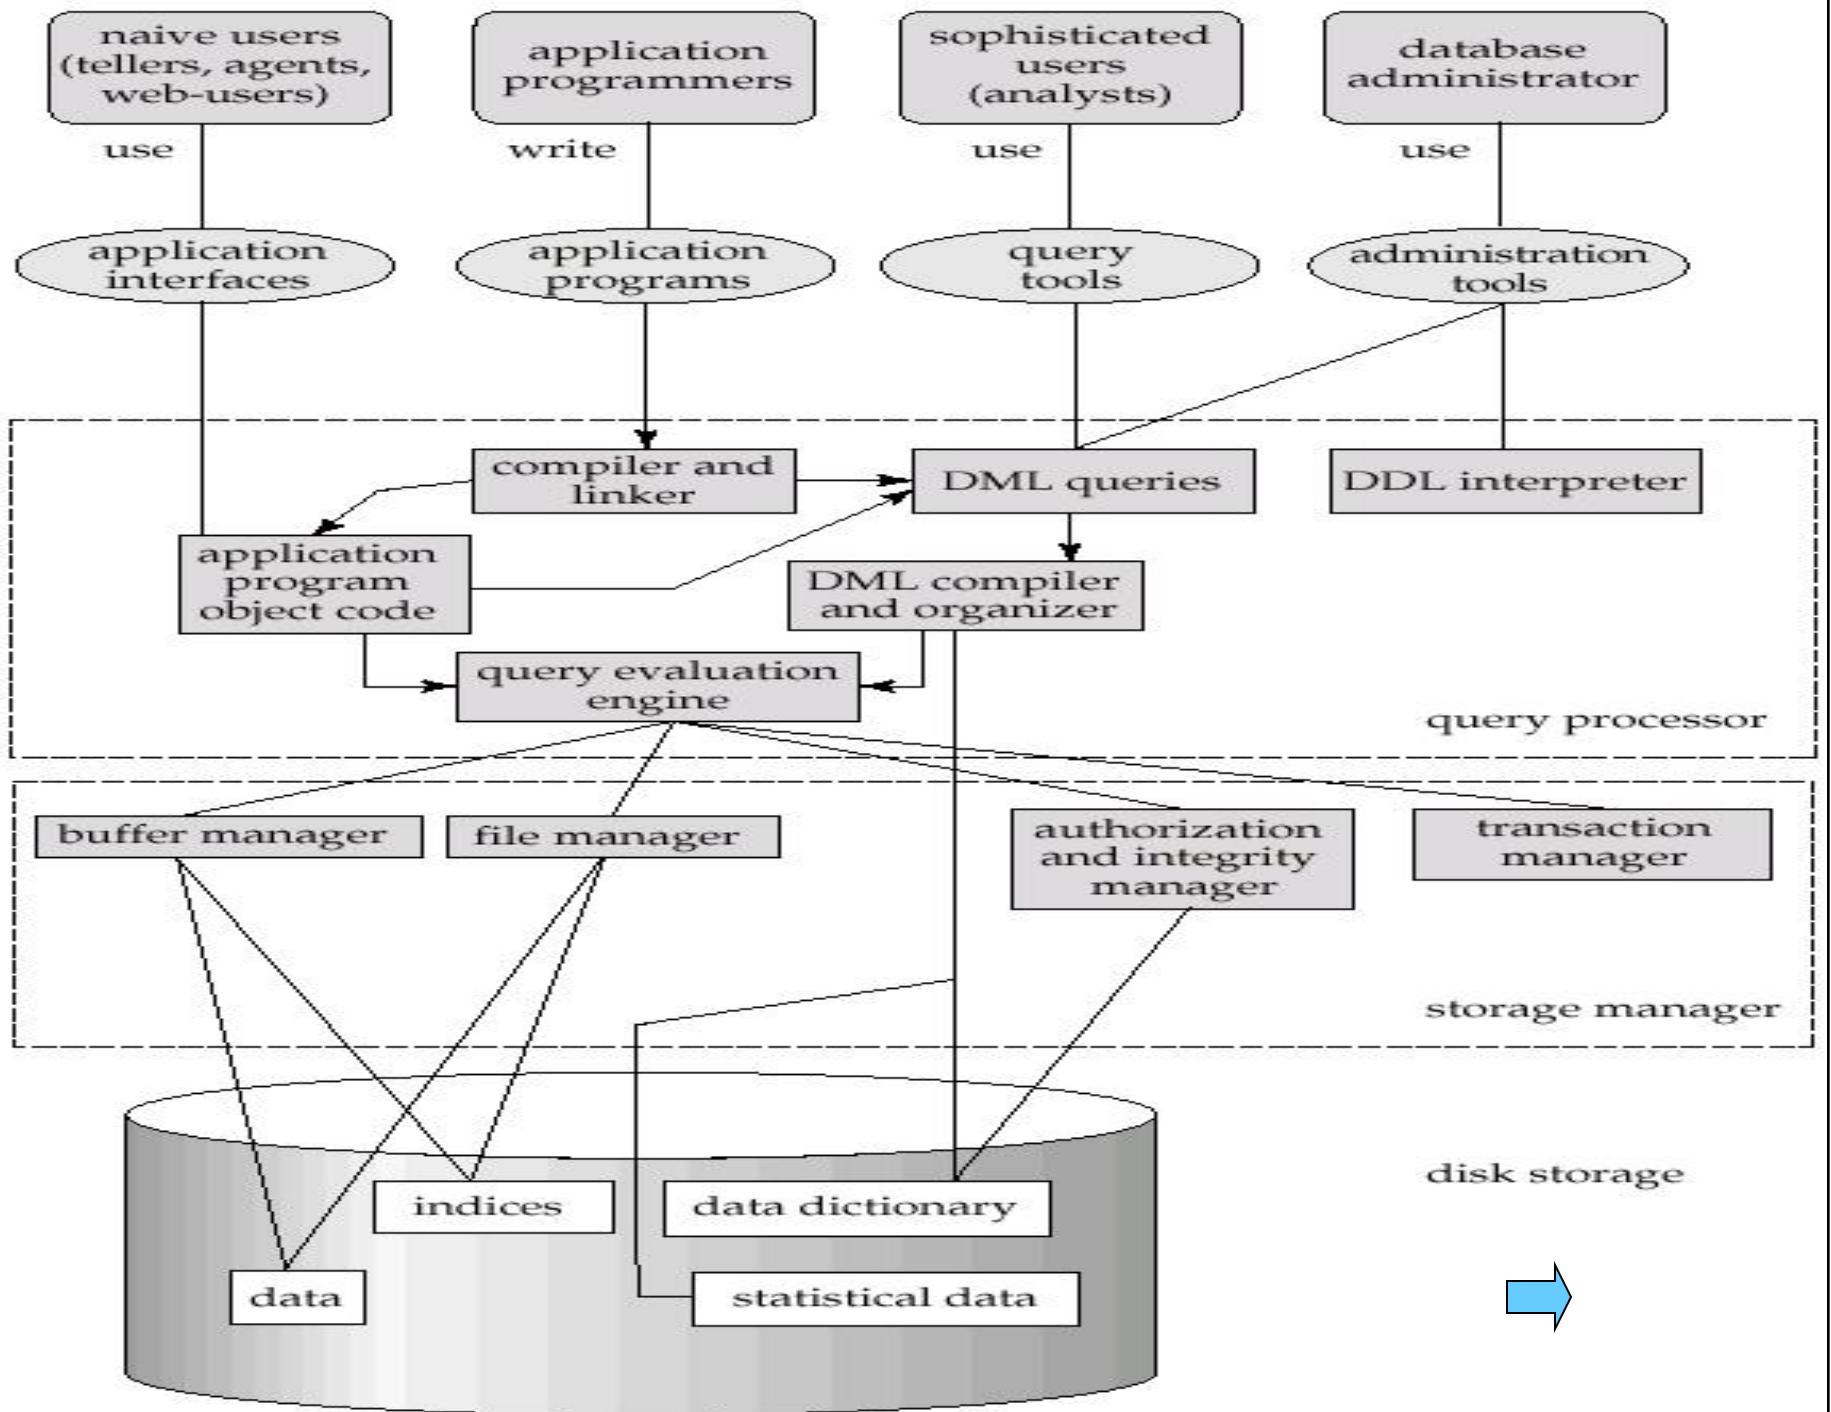 naive users
(tellers, agents,
web-users)
application
programmers
sophisticated
users
(analysts)
database
administrator
use
write
use
use
application
interfaces
application
programs
query
tools
administration
tools
compiler and
linker
DML queries
DDL interpreter
application
program
object code
DML compiler
and organizer
query evaluation
engine
query processor
buffer manager
file manager
authorization
and integrity
manager
transaction
manager
storage manager
disk storage
indices
data dictionary
data
statistical data